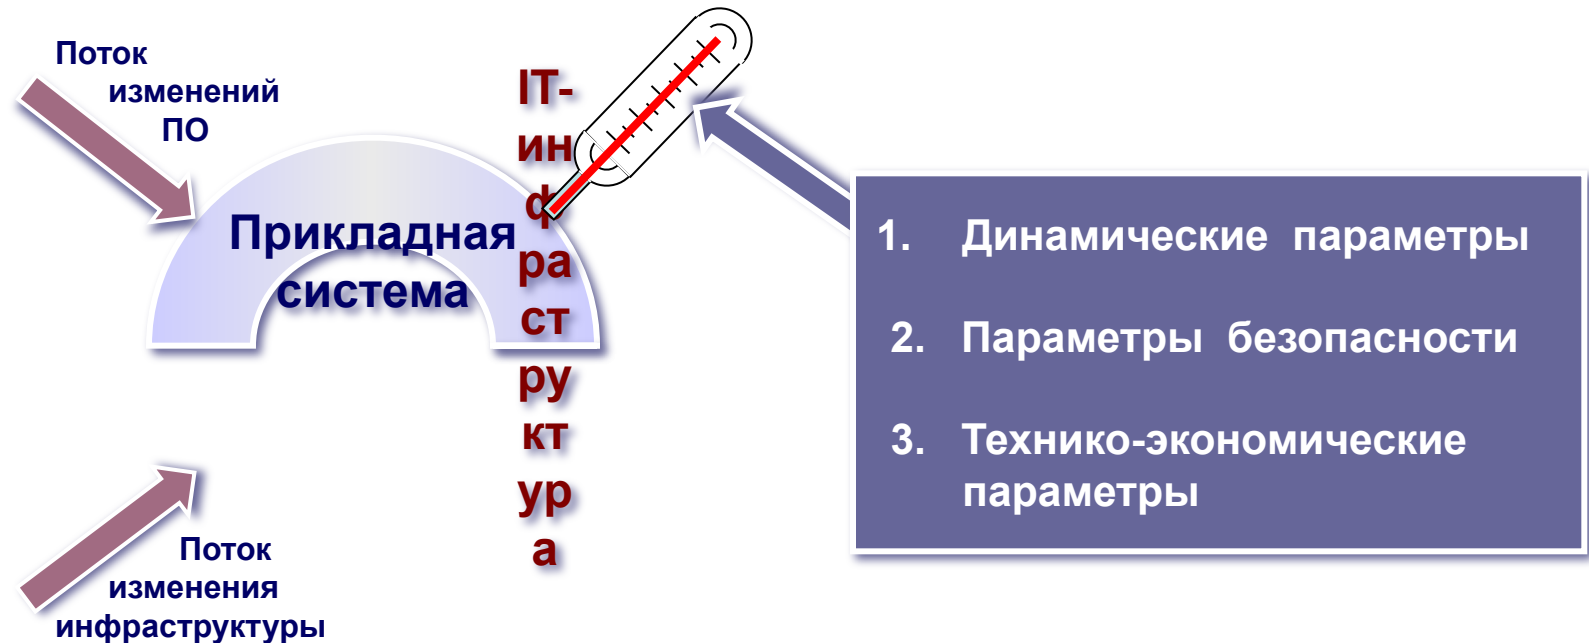 Поток
изменений
ПО
Прикладная
система
IT-
ин
ф
ра
ст
ру
кт
ур
а
Поток
изменения
инфраструктуры
1. Динамические параметры
2. Параметры безопасности
3. Технико-экономические
параметры